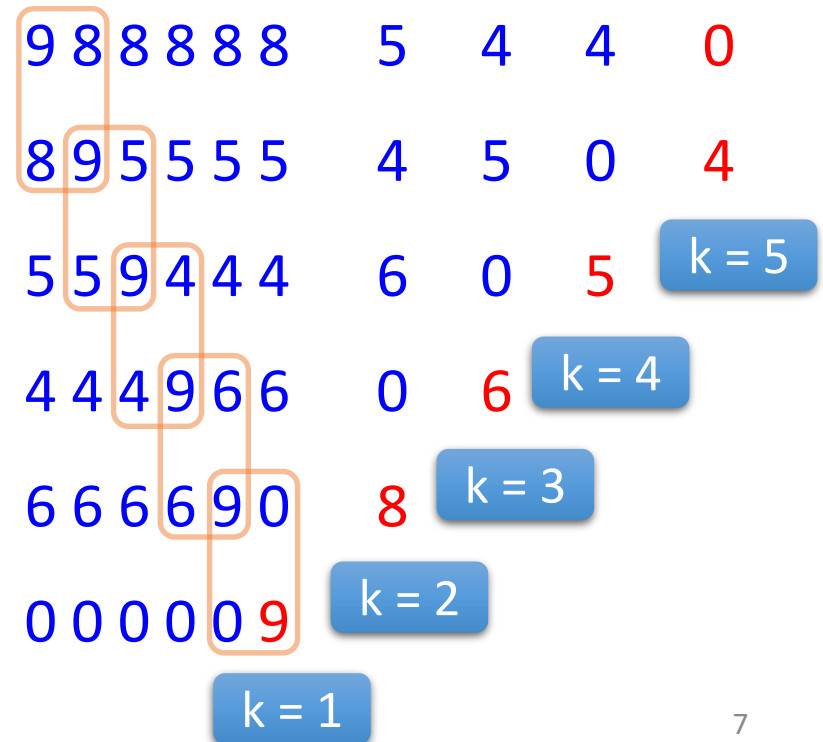 9 8 8 8 8 8 5 4 4 0
8 9 5 5 5 5 4 5 0 4
5 5 9 4 4 4 6 0 5 k = 5
4 4 4 9 6 6 0 6 k = 4
6 6 6 6 9 0 8 k = 3
0 0 0 0 0 9 k = 2
k = 1 7